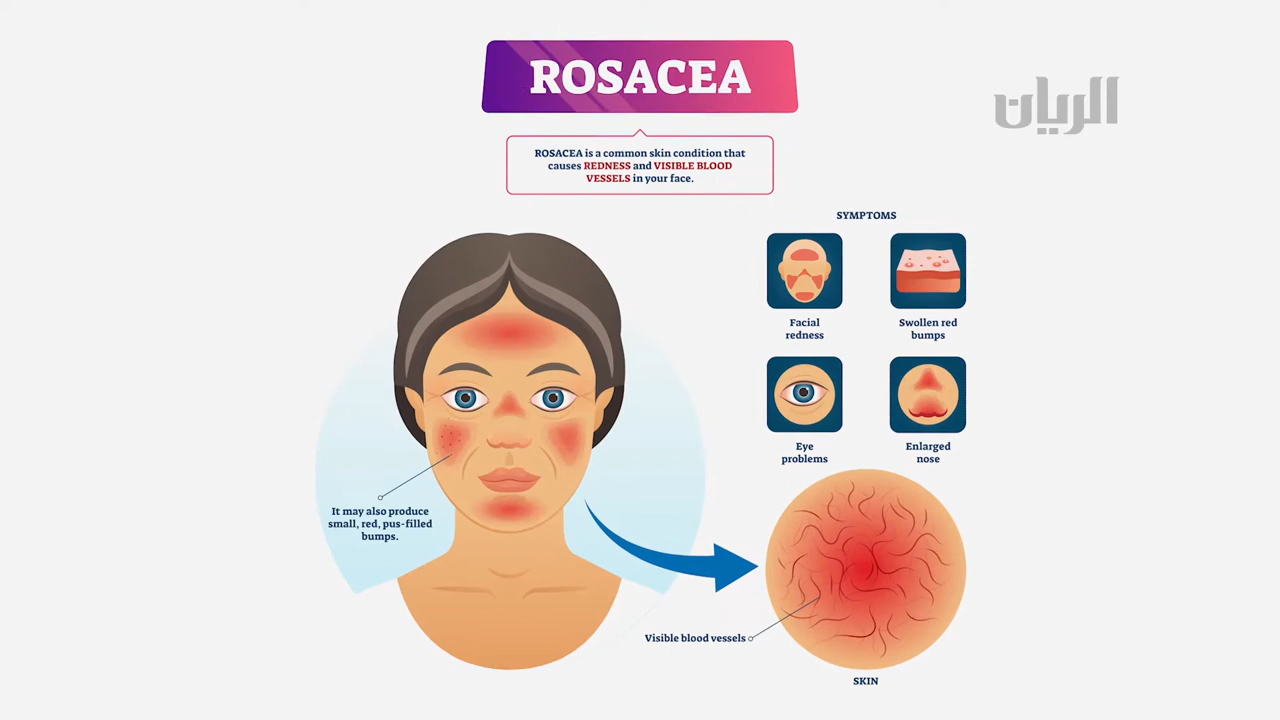 ROSACEA
الريان
ROSACEA is a common skin condition that
causes REDNESS and VISIBLE BLOOD
VESSELS in your face.
SYMPTOMS
Facial
redness
Swollen red
bumps
Eye
problems
Enlarged
nose
It may also produce
small, red, pus-filled
bumps.
Visible blood vessels
SKIN